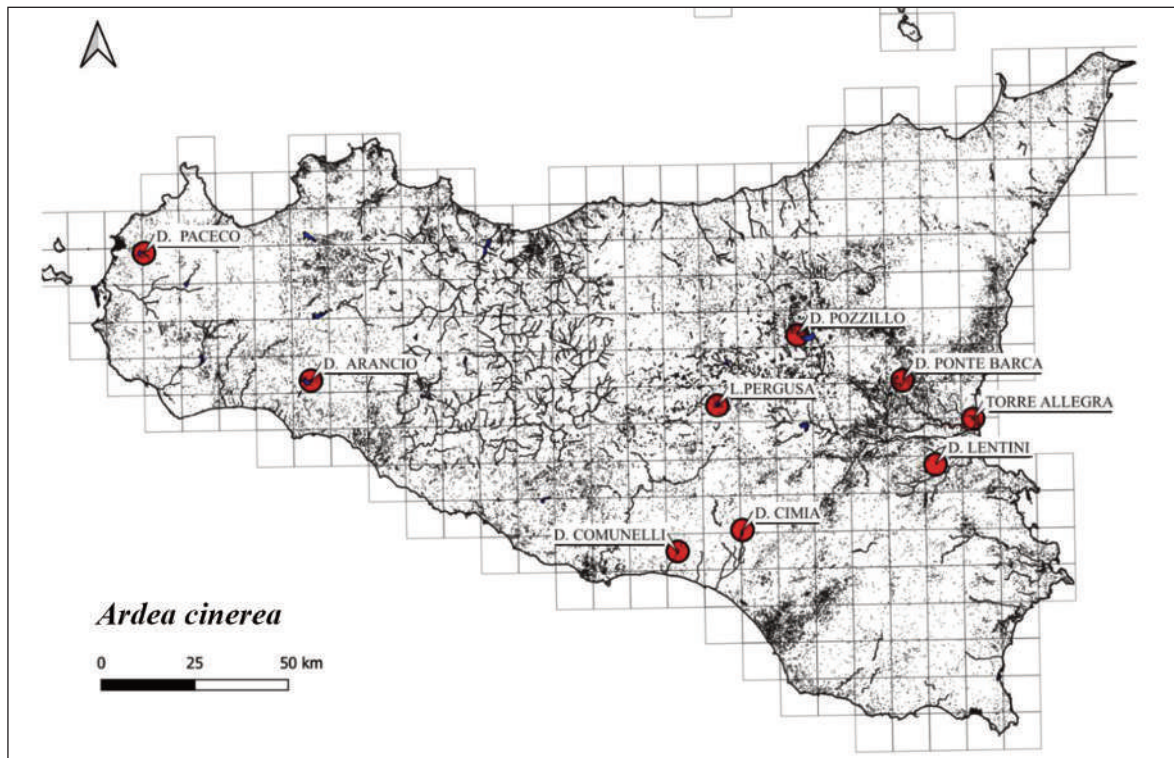 D. PACECO
D. POZZILLO
D. ARANCIO
D. PONTE BARCA
L.PERGUSA
TORRE ALLEGRA
D. LENTINI
D. CIMIA
D. COMUNELLI
Ardea cinerea
0 25 50 km